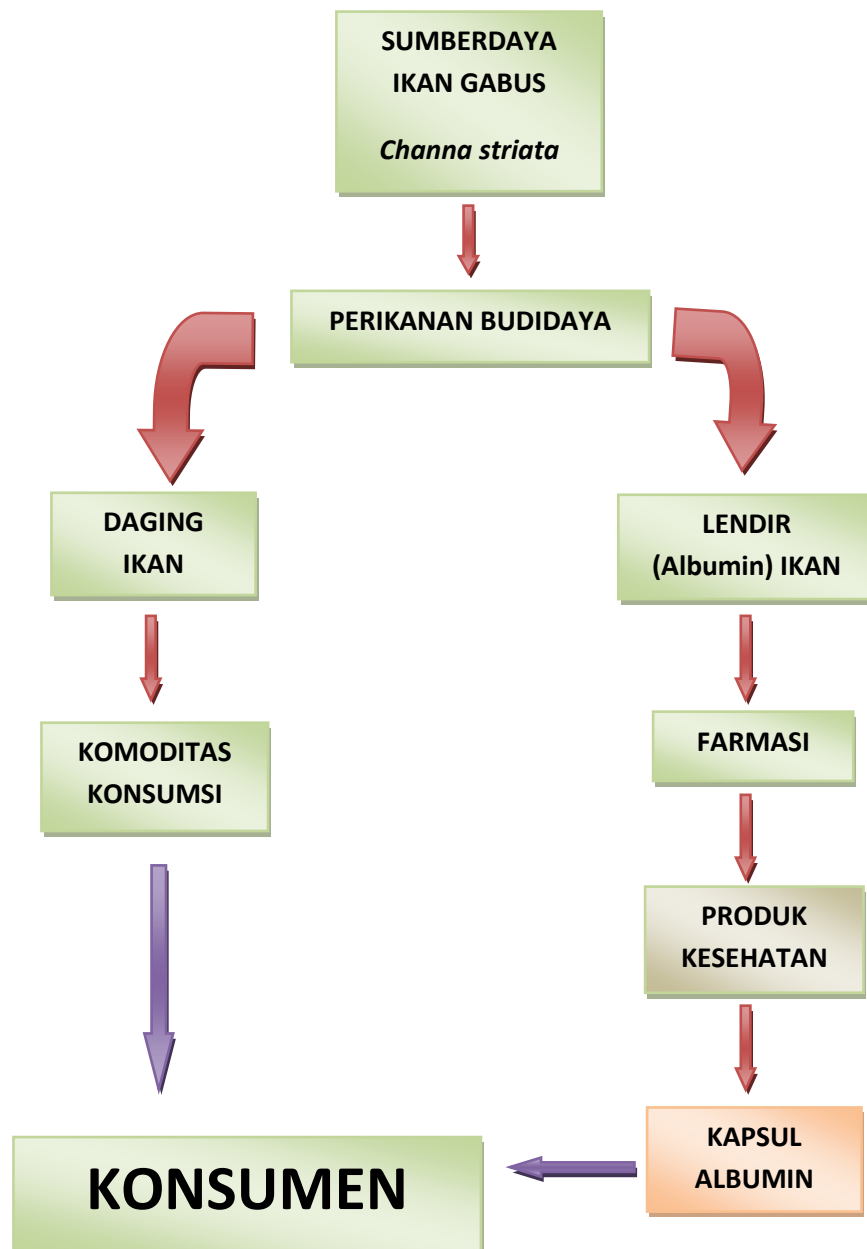 SUMBERDAYA
IKAN GABUS
Channa striata
PERIKANAN BUDIDAYA
DAGING
IKAN
LENDIR
(Albumin) IKAN
KOMODITAS
KONSUMSI
FARMASI
PRODUK
KESEHATAN
KAPSUL
ALBUMIN
KONSUMEN